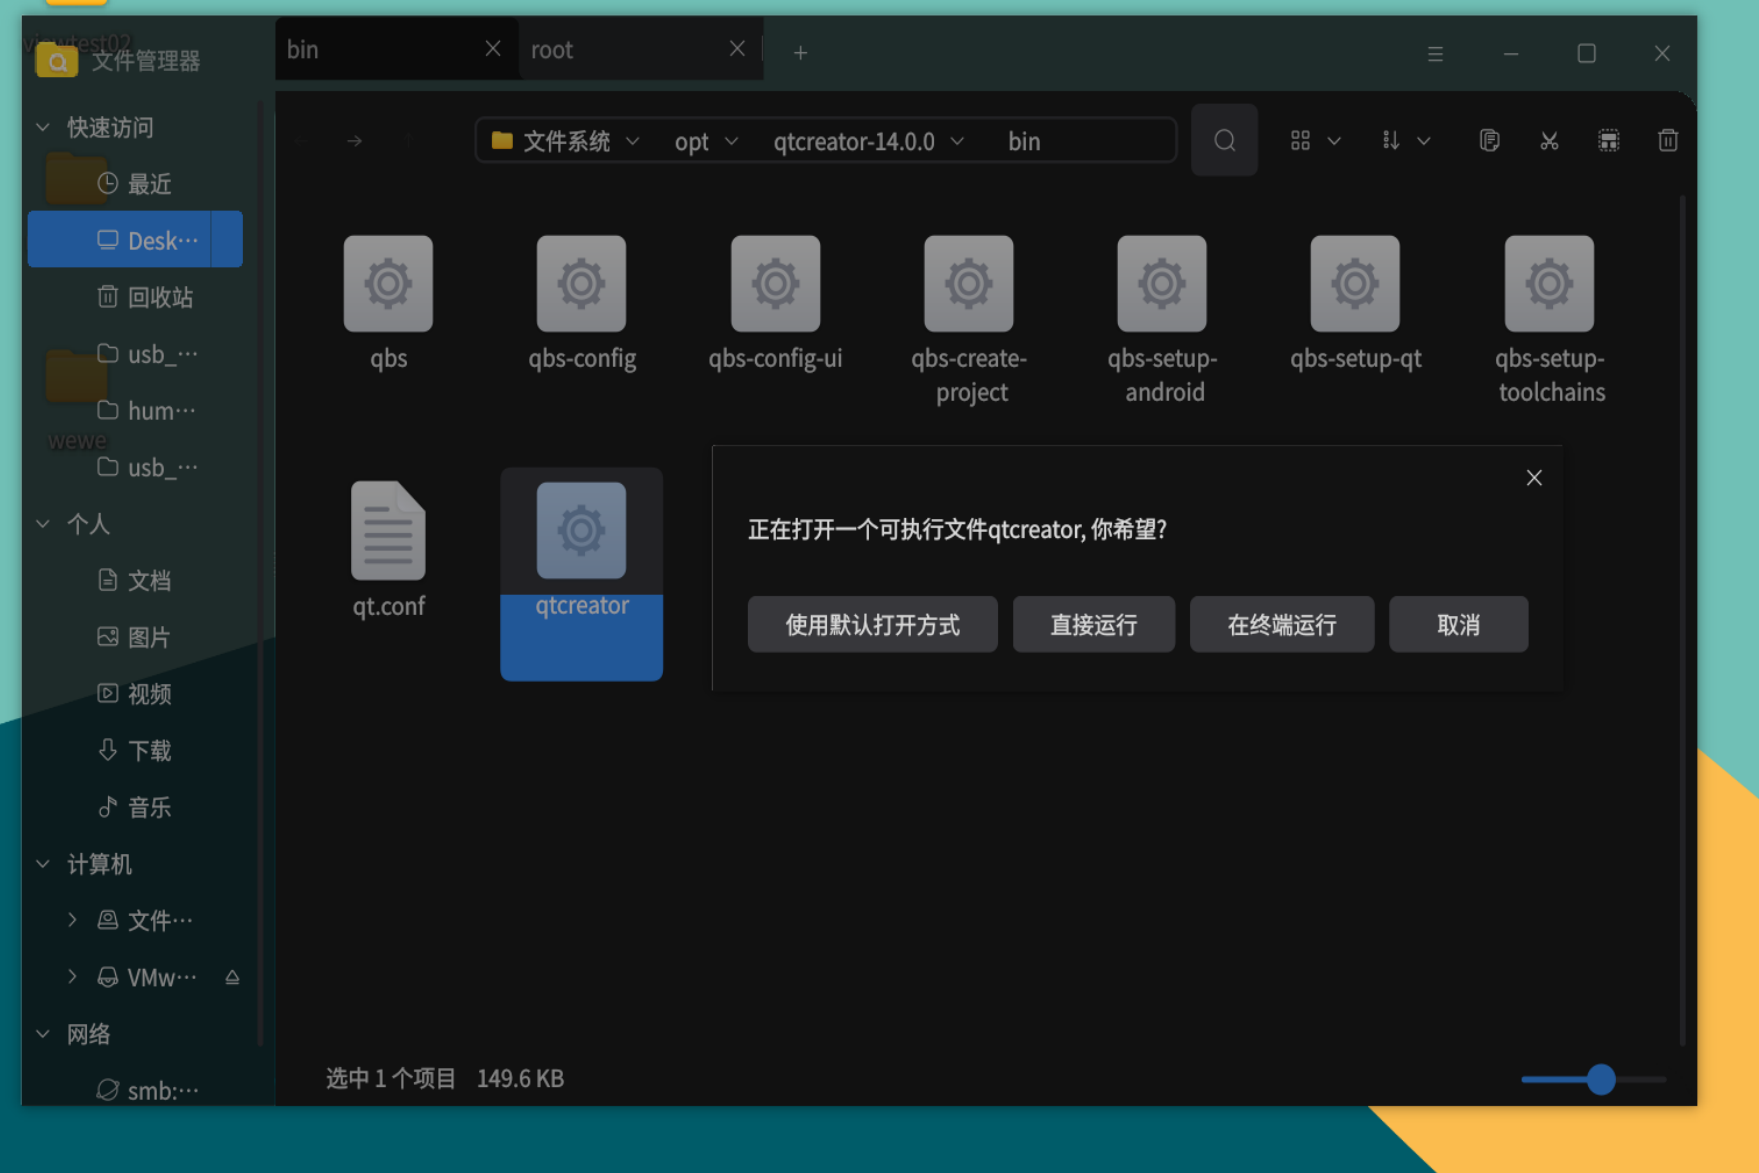 viewtest02
文件管理器
bin
root
快速访问
最近
Desk···
回收站
usb_···
hum···
wewe
usb_···
个人
文档
图片
视频
下载
音乐
计算机
文件···
VMw···
网络
smb:···
文件系统
opt
qtcreator-14.0.0
bin
qbs
qbs-config
qbs-config-ui
qbs-create-
project
qbs-setup-
android
qbs-setup-qt
qbs-setup-
toolchains
qt.conf
qtcreator
正在打开一个可执行文件qtcreator, 你希望?
使用默认打开方式
直接运行
在终端运行
取消
选中 1 个项目 149.6 KB